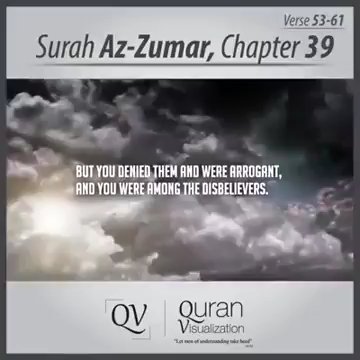 Verse 53-61
Surah Az-Zumar, Chapter 39
BUT YOU DENIED THEM AND WERE ARROGANT,
AND YOU WERE AMONG THE DISBELIEVERS.
QV
Quran
Visualization
"Let men of understanding take heed"